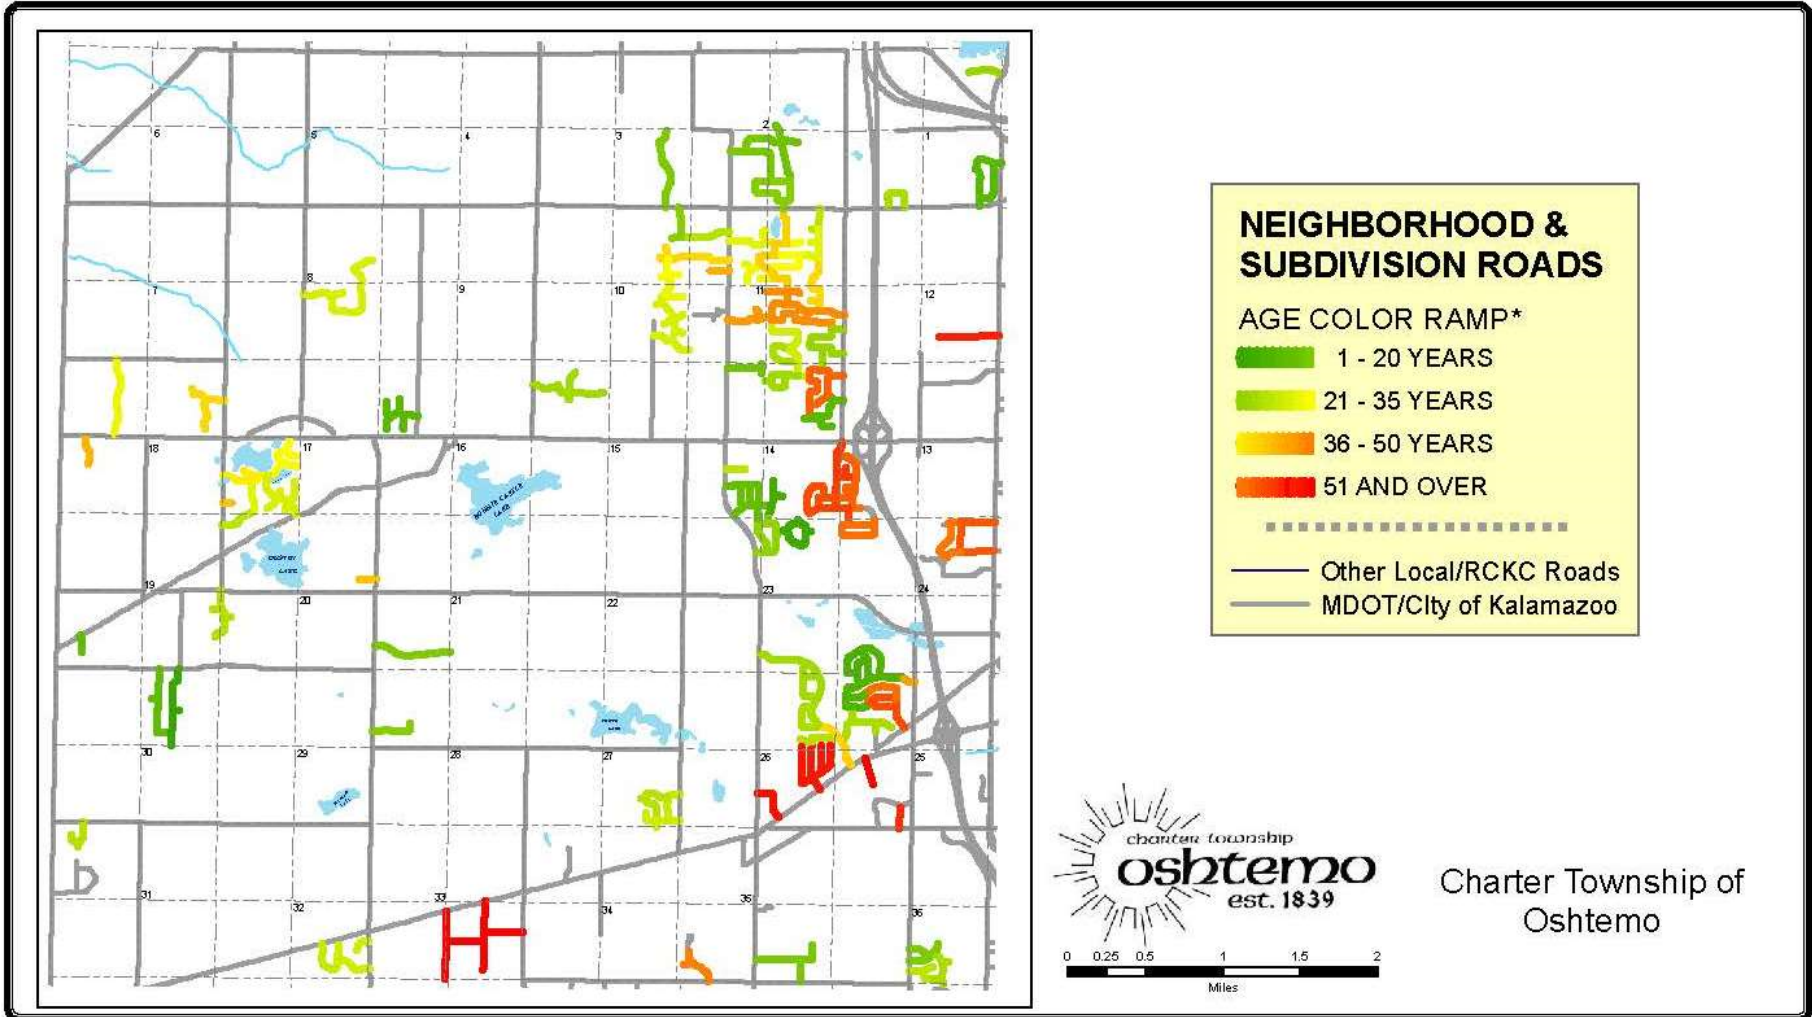 6
5
4
3
2
1
7
8
9
10
11
12
18
17
16
15
14
13
19
20
21
22
23
24
30
29
28
27
26
25
31
32
33
34
35
36
NEIGHBORHOOD &
SUBDIVISION ROADS
AGE COLOR RAMP*
1 - 20 YEARS
21 - 35 YEARS
36 - 50 YEARS
51 AND OVER
Other Local/RCKC Roads
MDOT/CIty of Kalamazoo
charter township
oshtemo
est. 1839
Charter Township of
Oshtemo
0 0.25 0.5 1 1.5 2
Miles